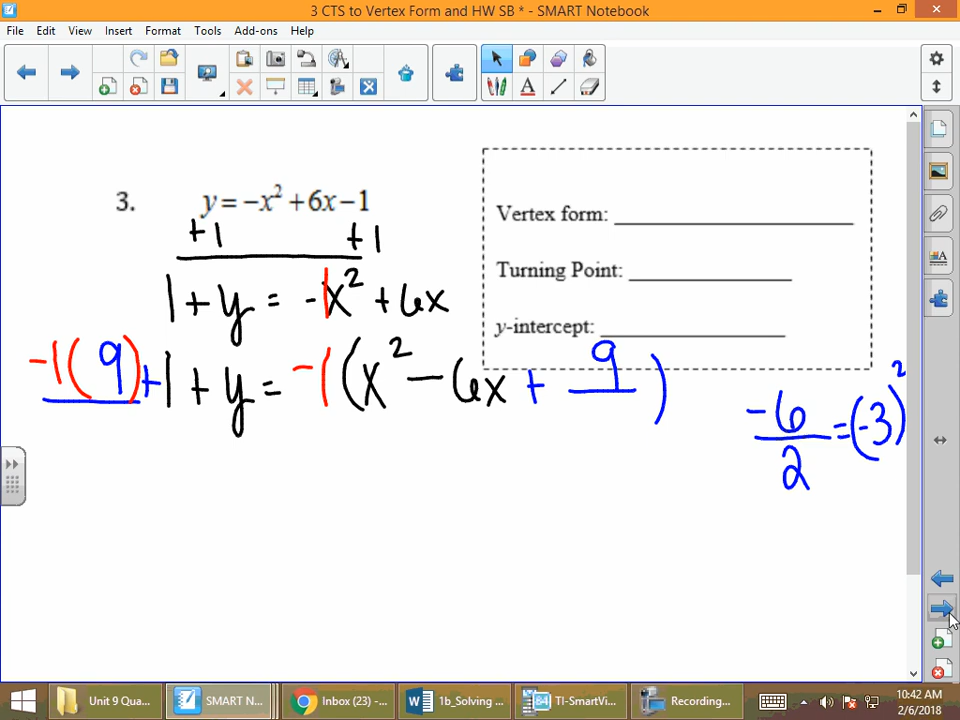 3 CTS to Vertex Form and HW SB * - SMART Notebook
File Edit View Insert Format Tools Add-ons Help
3. y = −x² + 6x − 1
+1 +1
1 + y = -1x² + 6x
-1(9) + 1 + y = -1(x² - 6x + 9)
Vertex form: ____________________
Turning Point: ____________________
y-intercept: ____________________
-6/2 = (-3)²
Unit 9 Qua...
SMART N...
Inbox (23) -...
1b_Solving ...
TI-SmartVi...
Recording...
10:42 AM
2/6/2018